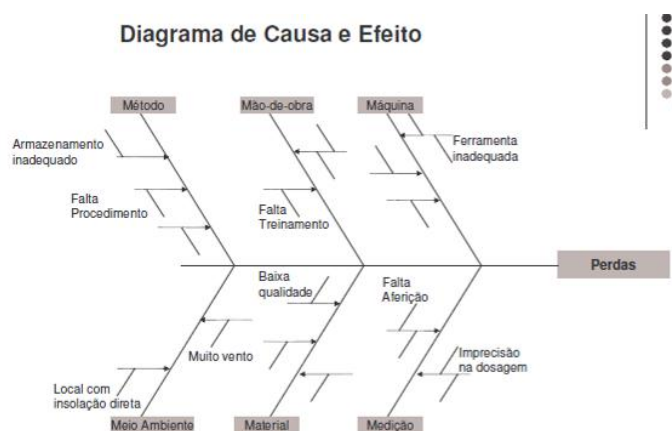 Diagrama de Causa e Efeito
Método
Mão-de-obra
Máquina
Armazenamento
inadequado
Ferramenta
inadequada
Falta
Procedimento
Falta
Treinamento
Perdas
Baixa
qualidade
Falta
Aferição
Muito vento
Imprecisão
na dosagem
Local com
insolação direta
Meio Ambiente
Material
Medição